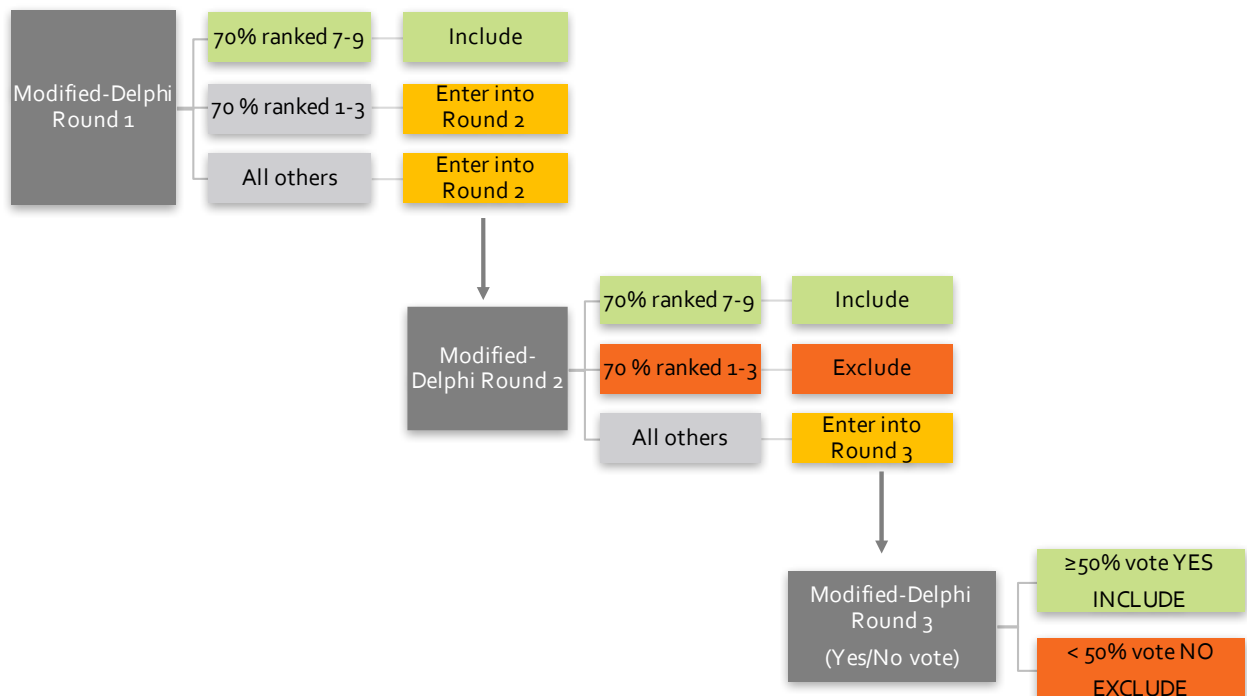 Modified-Delphi
Round 1
70% ranked 7-9
Include
70 % ranked 1-3
Enter into
Round 2
All others
Enter into
Round 2
Modified-
Delphi Round 2
70% ranked 7-9
Include
70 % ranked 1-3
Exclude
All others
Enter into
Round 3
Modified-Delphi
Round 3
(Yes/No vote)
≥50% vote YES
INCLUDE
< 50% vote NO
EXCLUDE